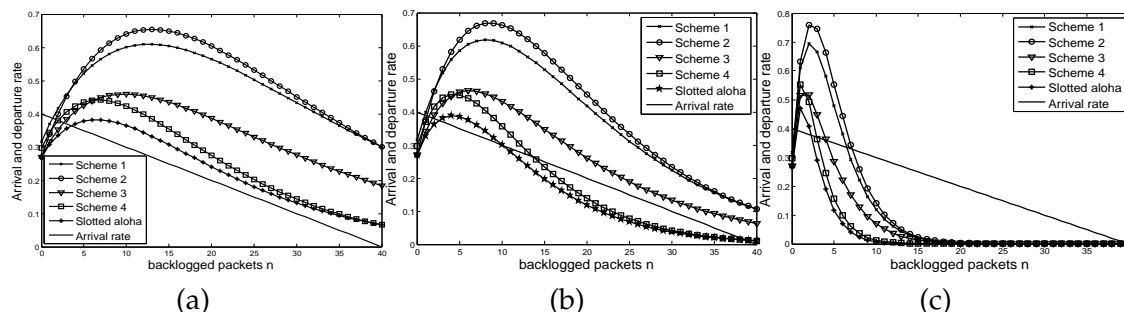 0.7
0.6
0.5
0.4
0.3
0.2
0.1
0
Arrival and departure rate
Scheme 1
Scheme 2
Scheme 3
Scheme 4
Slotted aloha
Arrival rate
0 5 10 15 20 25 30 35 40
backlogged packets n
(a)
0.7
0.6
0.5
0.4
0.3
0.2
0.1
0
Arrival and departure rate
Scheme 1
Scheme 2
Scheme 3
Scheme 4
Slotted aloha
Arrival rate
0 5 10 15 20 25 30 35 40
backlogged packets n
(b)
0.8
0.7
0.6
0.5
0.4
0.3
0.2
0.1
0
Arrival and departure rate
Scheme 1
Scheme 2
Scheme 3
Scheme 4
Slotted aloha
Arrival rate
0 5 10 15 20 25 30 35 40
backlogged packets n
(c)